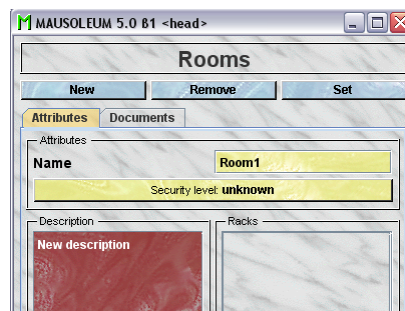 MAUSOLEUM 5.0 ß1 <head>
Rooms
New Remove Set
Attributes Documents
Attributes
Name Room1
Security level: unknown
Description Racks
New description